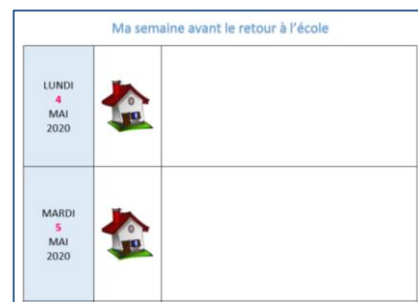 Ma semaine avant le retour à l'école
LUNDI
4
MAI
2020
MARDI
5
MAI
2020